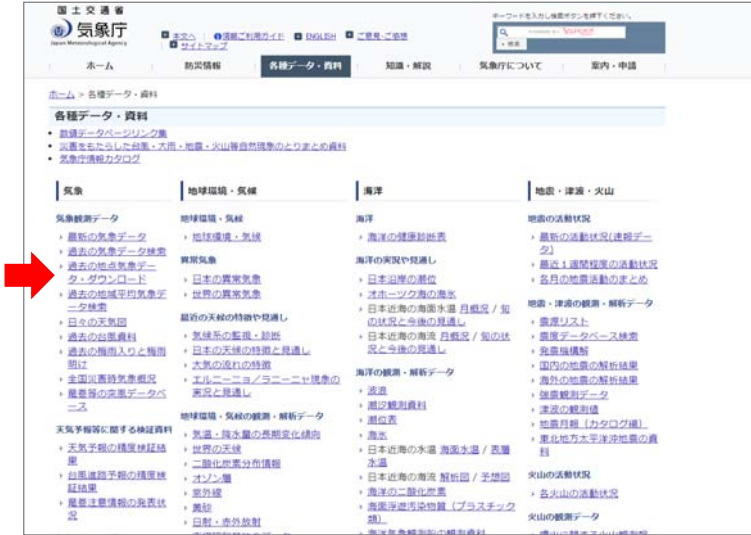 国土交通省
気象庁
Japan Meteorological Agency
本文へ
情報ご利用ガイド
ENGLISH
ご意見・ご感想
サイトマップ
キーワードを入力し検索ボタンを押下ください。
検索
ホーム
防災情報
各種データ・資料
知識・解説
気象庁について
案内・申請
ホーム > 各種データ・資料
各種データ・資料
数値データページリンク集
災害をもたらした台風・大雨・地震・火山等自然現象のとりまとめ資料
気象庁情報カタログ
気象
気象観測データ
最新の気象データ
過去の気象データ検索
過去の地点気象デー
タ・ダウンロード
過去の地域平均気象デ
ータ検索
日々の天気図
過去の台風資料
過去の梅雨入りと梅雨
明け
全国災害時気象概況
竜巻等の突風データベ
ース
天気予報等に関する検証資料
天気予報の精度検証結
果
台風進路予報の精度検
証結果
竜巻注意情報の発表状
況
地球環境・気候
地球環境・気候
地球環境・気候
異常気象
日本の異常気象
世界の異常気象
最近の天候の特徴や見通し
気候系の監視・診断
日本の天候の特徴と見通し
大気の流れの特徴
エルニーニョ/ラニーニャ現象の
実況と見通し
地球環境・気候の観測・解析データ
気温・降水量の長期変化傾向
世界の天候
二酸化炭素分布情報
オゾン層
紫外線
黄砂
日射・赤外放射
海洋
海洋
海洋の健康診断表
海洋の実況や見通し
日本沿岸の潮位
オホーツク海の海氷
日本近海の海面水温 月概況 / 旬
の状況と今後の見通し
日本近海の海流 月概況 / 旬の状
況と今後の見通し
海洋の観測・解析データ
波浪
潮汐観測資料
潮位表
海氷
日本近海の水温 海面水温 / 表層
水温
日本近海の海流 解析図 / 予想図
海洋の二酸化炭素
海面浮遊汚染物質(プラスチック
類)
海洋気象観測船の観測資料
地震・津波・火山
地震の活動状況
最新の活動状況(速報デー
タ)
最近1週間程度の活動状況
各月の地震活動のまとめ
地震・津波の観測・解析データ
震源リスト
震度データベース検索
発震機構解
国内の地震の解析結果
海外の地震の解析結果
強震観測データ
津波の観測値
地震月報(カタログ編)
東北地方太平洋沖地震の資
料
火山の活動状況
各火山の活動状況
火山の観測データ